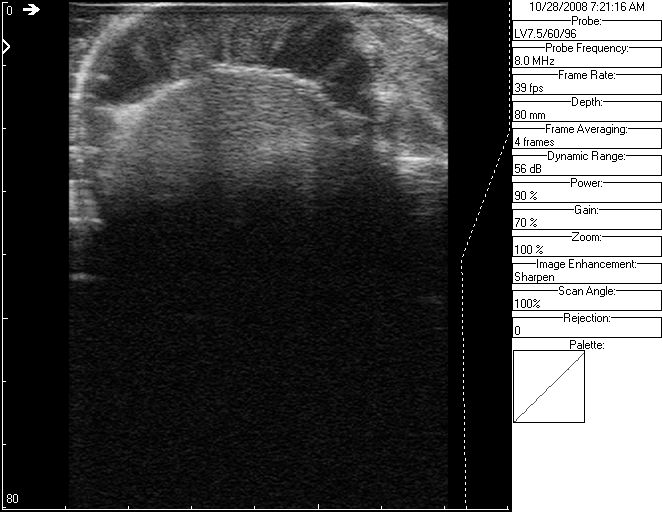 0
80
10/28/2008 7:21:16 AM
Probe:
LV7.5/60/96
Probe Frequency:
8.0 MHz
Frame Rate:
39 fps
Depth:
80 mm
Frame Averaging:
4 frames
Dynamic Range:
56 dB
Power:
90 %
Gain:
70 %
Zoom:
100 %
Image Enhancement:
Sharpen
Scan Angle:
100%
Rejection:
0
Palette: